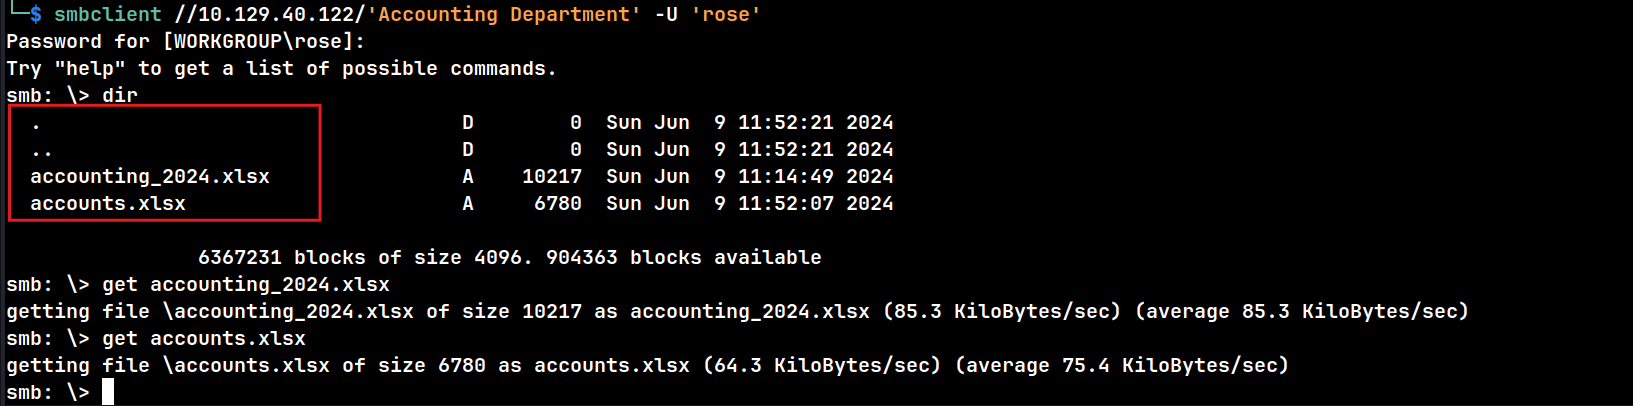 └─$ smbclient //10.129.40.122/'Accounting Department' -U 'rose'
Password for [WORKGROUP\rose]:
Try "help" to get a list of possible commands.
smb: \> dir
  .                                   D        0  Sun Jun  9 11:52:21 2024
  ..                                  D        0  Sun Jun  9 11:52:21 2024
  accounting_2024.xlsx                A    10217  Sun Jun  9 11:14:49 2024
  accounts.xlsx                       A     6780  Sun Jun  9 11:52:07 2024
                6367231 blocks of size 4096. 904363 blocks available
smb: \> get accounting_2024.xlsx
getting file \accounting_2024.xlsx of size 10217 as accounting_2024.xlsx (85.3 KiloBytes/sec) (average 85.3 KiloBytes/sec)
smb: \> get accounts.xlsx
getting file \accounts.xlsx of size 6780 as accounts.xlsx (64.3 KiloBytes/sec) (average 75.4 KiloBytes/sec)
smb: \>